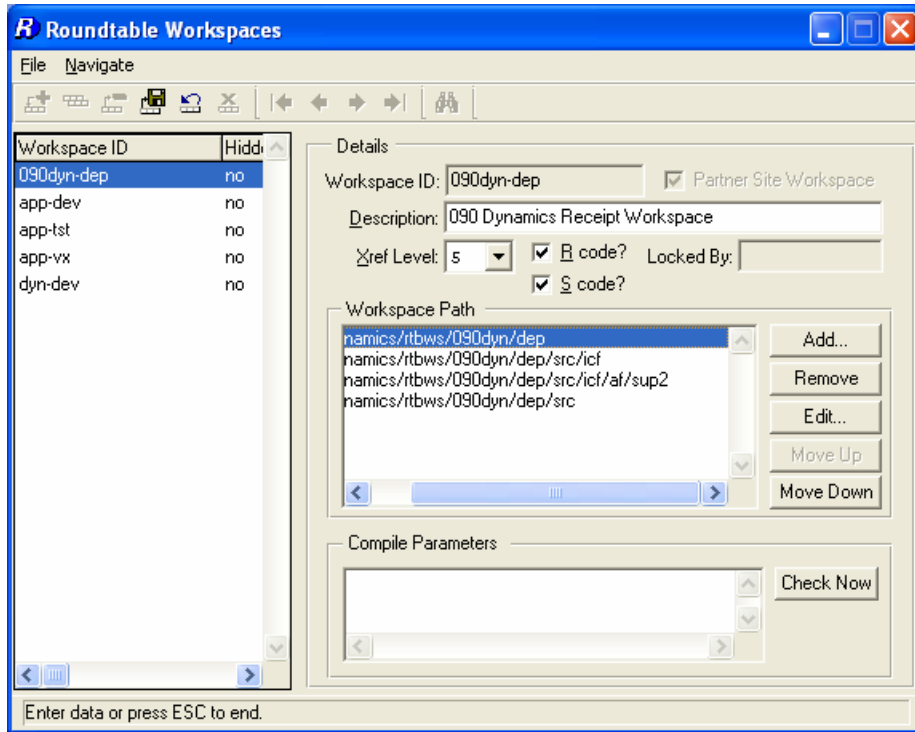 Roundtable Workspaces
File Navigate
Workspace ID Hidd
090dyn-dep no
app-dev no
app-tst no
app-vx no
dyn-dev no
Details
Workspace ID: 090dyn-dep Partner Site Workspace
Description: 090 Dynamics Receipt Workspace
Xref Level: 5 R code? Locked By:
S code?
Workspace Path
namics/rtbws/090dyn/dep
namics/rtbws/090dyn/dep/src/icf
namics/rtbws/090dyn/dep/src/icf/af/sup2
namics/rtbws/090dyn/dep/src
Add...
Remove
Edit...
Move Up
Move Down
Compile Parameters
Check Now
Enter data or press ESC to end.